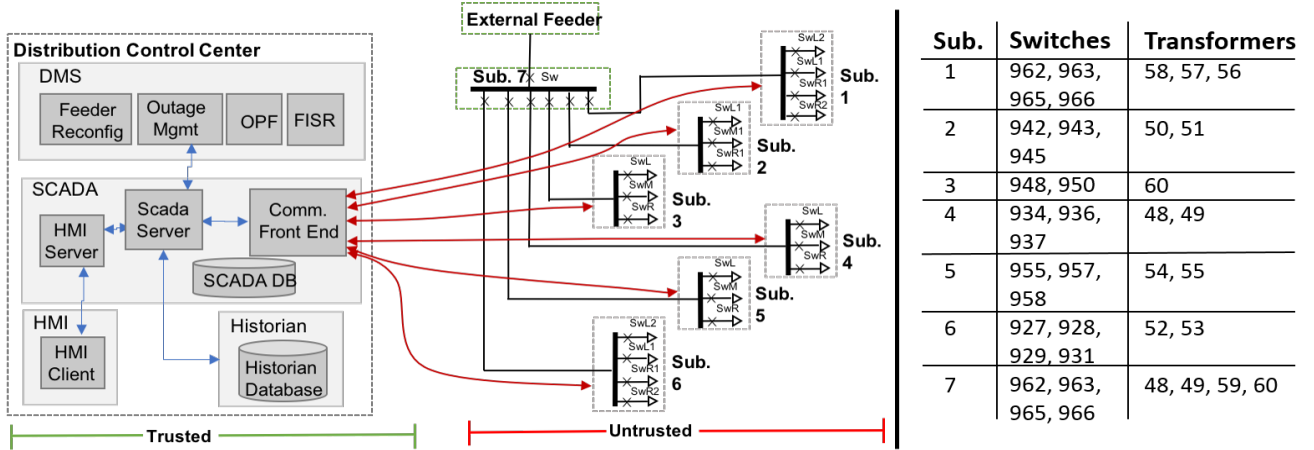 Distribution Control Center
DMS
Feeder
Reconfig
Outage
Mgmt
OPF
FISR
SCADA
HMI
Server
Scada
Server
Comm.
Front End
SCADA DB
HMI
HMI
Client
Historian
Historian
Database
Trusted
External Feeder
Sub. 7
Sw
SwL2
SwL1
SwR1
SwR2
Sub.
1
SwL1
SwM1
SwR1
Sub.
2
SwL
SwM
SwR
Sub.
3
SwL
SwM
SwR
Sub.
4
SwL
SwM
SwR
Sub.
5
SwL2
SwL1
SwR1
SwR2
Sub.
6
Untrusted
Sub. Switches Transformers
1 962, 963, 58, 57, 56
965, 966
2 942, 943, 50, 51
945
3 948, 950 60
4 934, 936, 48, 49
937
5 955, 957, 54, 55
958
6 927, 928, 52, 53
929, 931
7 962, 963, 48, 49, 59, 60
965, 966